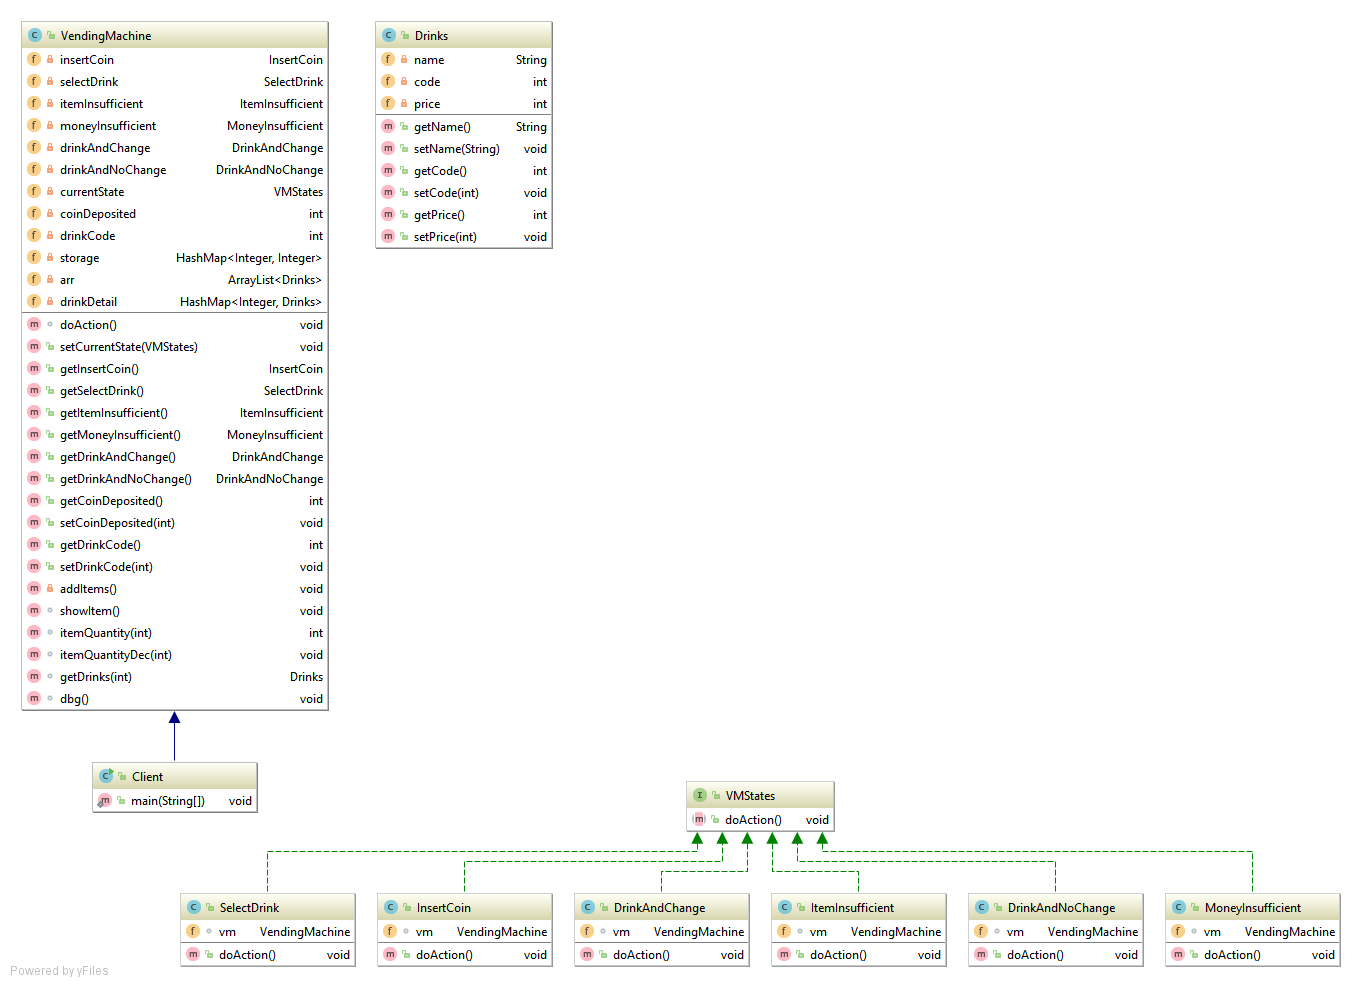 VendingMachine
insertCoin InsertCoin
selectDrink SelectDrink
itemInsufficient ItemInsufficient
moneyInsufficient MoneyInsufficient
drinkAndChange DrinkAndChange
drinkAndNoChange DrinkAndNoChange
currentState VMStates
coinDeposited int
drinkCode int
storage HashMap<Integer, Integer>
arr ArrayList<Drinks>
drinkDetail HashMap<Integer, Drinks>
doAction() void
setCurrentState(VMStates) void
getInsertCoin() InsertCoin
getSelectDrink() SelectDrink
getItemInsufficient() ItemInsufficient
getMoneyInsufficient() MoneyInsufficient
getDrinkAndChange() DrinkAndChange
getDrinkAndNoChange() DrinkAndNoChange
getCoinDeposited() int
setCoinDeposited(int) void
getDrinkCode() int
setDrinkCode(int) void
addItems() void
showItem() void
itemQuantity(int) int
itemQuantityDec(int) void
getDrinks(int) Drinks
dbg() void
Drinks
name String
code int
price int
getName() String
setName(String) void
getCode() int
setCode(int) void
getPrice() int
setPrice(int) void
Client
main(String[]) void
VMStates
doAction() void
SelectDrink
vm VendingMachine
doAction() void
InsertCoin
vm VendingMachine
doAction() void
DrinkAndChange
vm VendingMachine
doAction() void
ItemInsufficient
vm VendingMachine
doAction() void
DrinkAndNoChange
vm VendingMachine
doAction() void
MoneyInsufficient
vm VendingMachine
doAction() void
Powered by yFiles